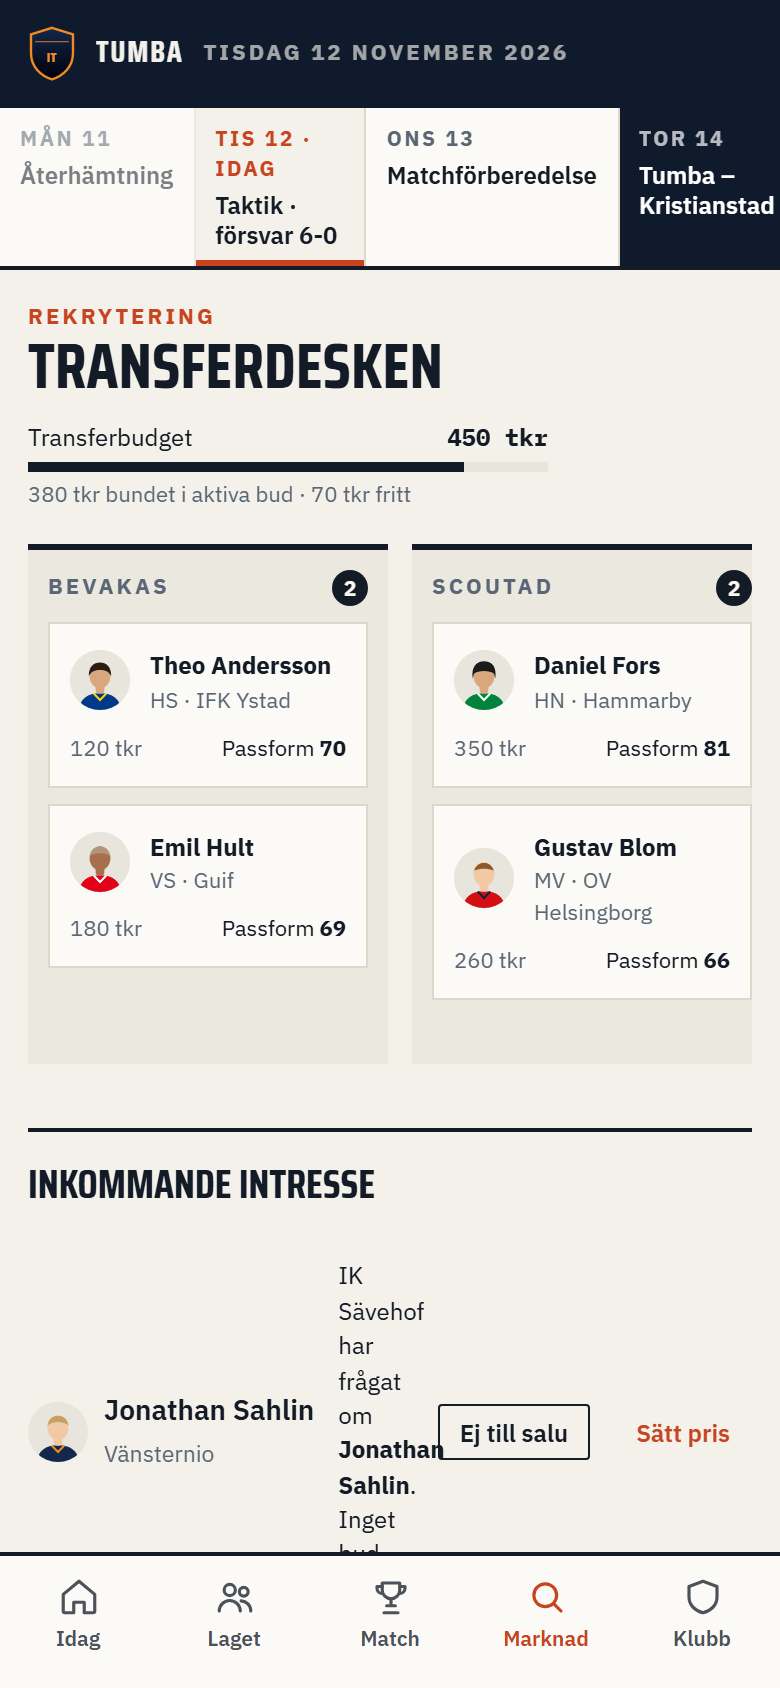 IT
TUMBA TISDAG 12 NOVEMBER 2026
MÅN 11
Återhämtning
TIS 12 ·
IDAG
Taktik ·
försvar 6-0
ONS 13
Matchförberedelse
TOR 14
Tumba –
Kristianstad
REKRYTERING
TRANSFERDESKEN
Transferbudget 450 tkr
380 tkr bundet i aktiva bud · 70 tkr fritt
BEVAKAS 2
Theo Andersson
HS · IFK Ystad
120 tkr Passform 70
Emil Hult
VS · Guif
180 tkr Passform 69
SCOUTAD 2
Daniel Fors
HN · Hammarby
350 tkr Passform 81
Gustav Blom
MV · OV
Helsingborg
260 tkr Passform 66
INKOMMANDE INTRESSE
Jonathan Sahlin
Vänsternio
IK
Sävehof
har
frågat
om
Jonathan
Sahlin.
Inget
bud
Ej till salu
Sätt pris
Idag
Laget
Match
Marknad
Klubb